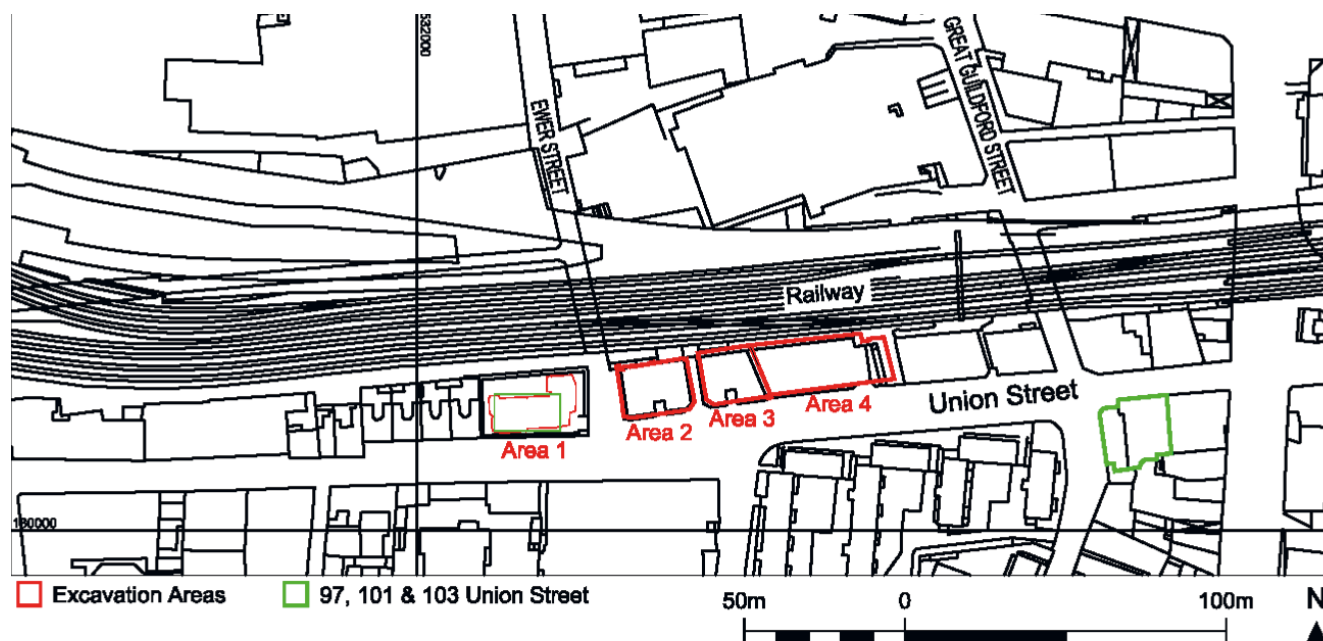 532000
GREAT GUILDFORD STREET
EWER STREET
Railway
Union Street
Area 1
Area 2
Area 3
Area 4
180000
Excavation Areas
97, 101 & 103 Union Street
50m 0 100m
N